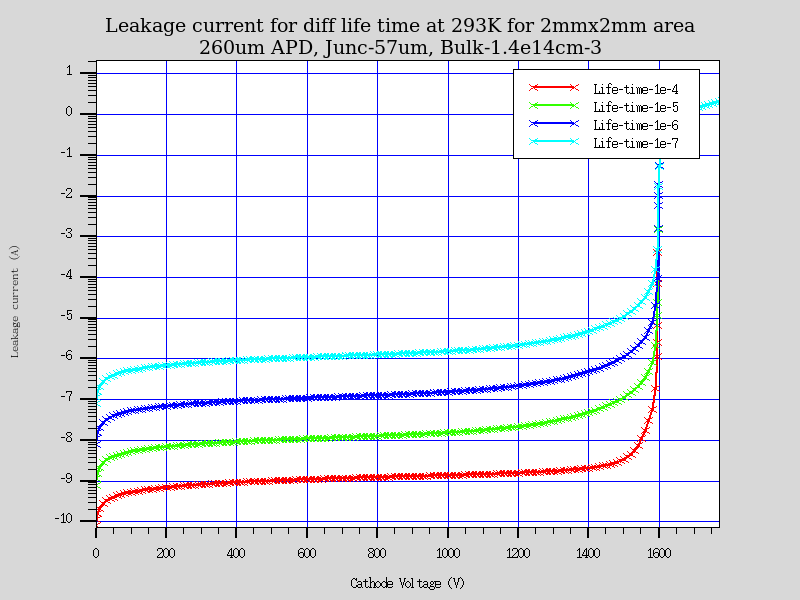 Leakage current for diff life time at 293K for 2mmx2mm area
260um APD, Junc-57um, Bulk-1.4e14cm-3
Life-time-1e-4
Life-time-1e-5
Life-time-1e-6
Life-time-1e-7
1
0
-1
-2
-3
-4
-5
-6
-7
-8
-9
-10
Leakage current (A)
0 200 400 600 800 1000 1200 1400 1600
Cathode Voltage (V)